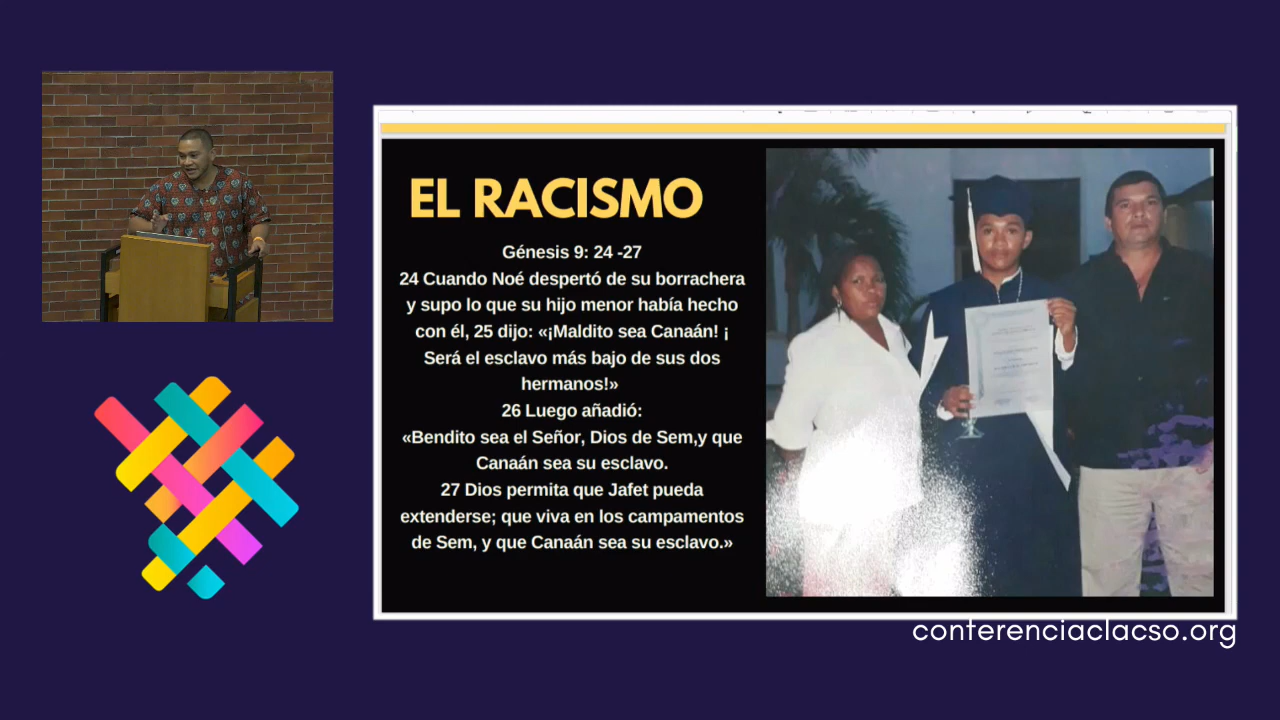 EL RACISMO
Génesis 9: 24 -27
24 Cuando Noé despertó de su borrachera
y supo lo que su hijo menor había hecho
con él, 25 dijo: «¡Maldito sea Canaán! ¡
Será el esclavo más bajo de sus dos
hermanos!»
26 Luego añadió:
«Bendito sea el Señor, Dios de Sem,y que
Canaán sea su esclavo.
27 Dios permita que Jafet pueda
extenderse; que viva en los campamentos
de Sem, y que Canaán sea su esclavo.»
conferenciaclacso.org